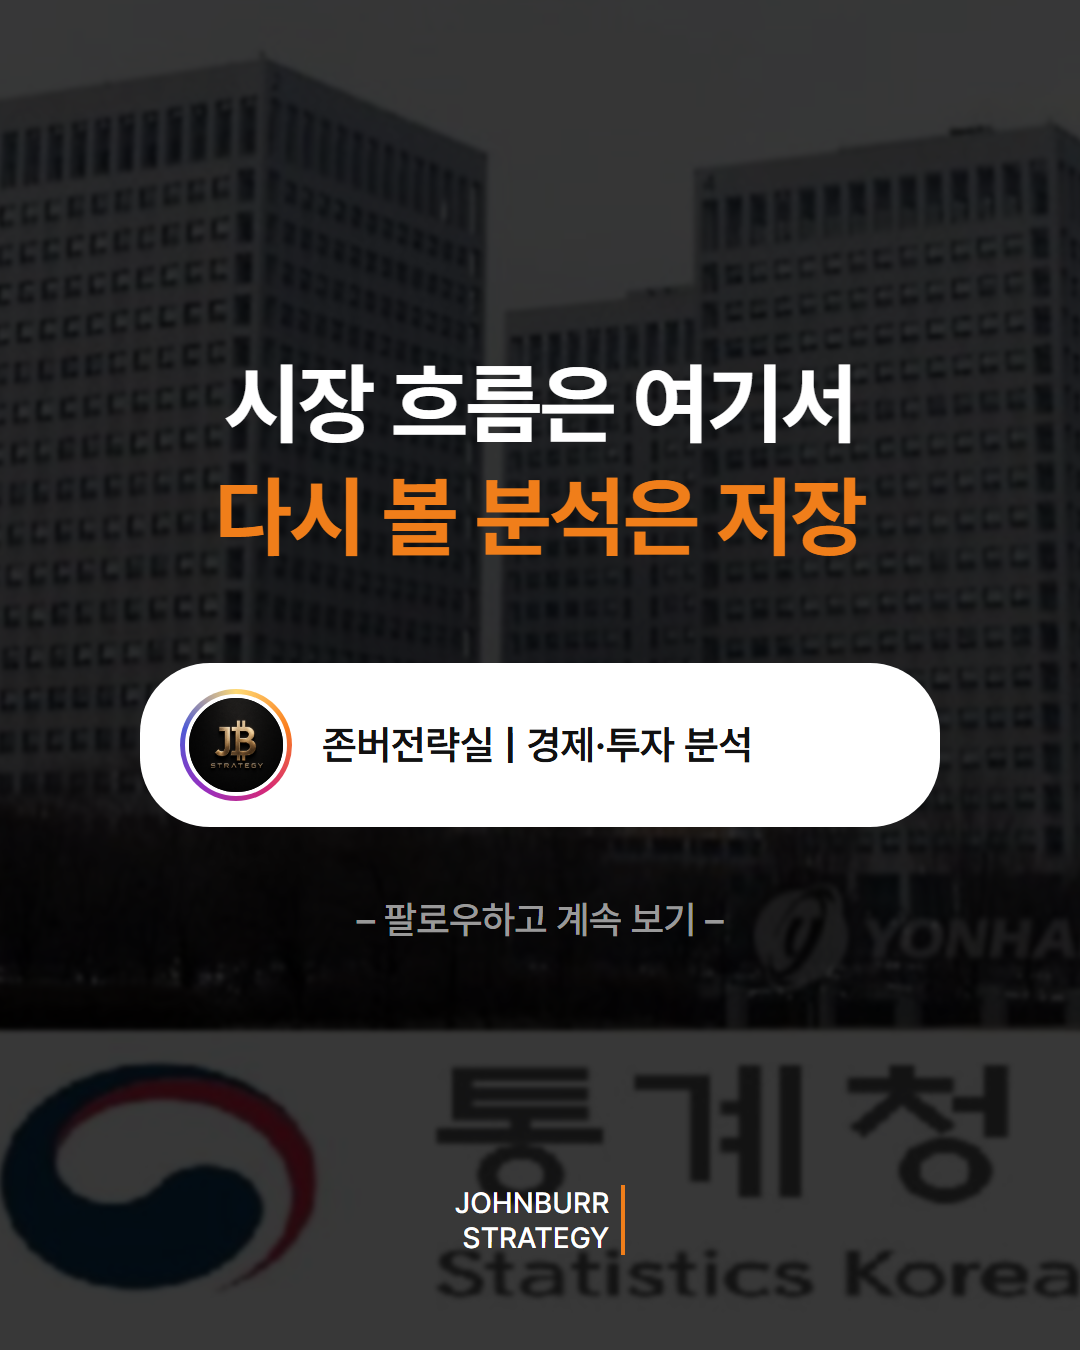 시장 흐름은 여기서
다시 볼 분석은 저장
JB
STRATEGY
존버전략실 | 경제·투자 분석
– 팔로우하고 계속 보기 –
YONHA
통계청
JOHNBURR
STRATEGY
Statistics Korea